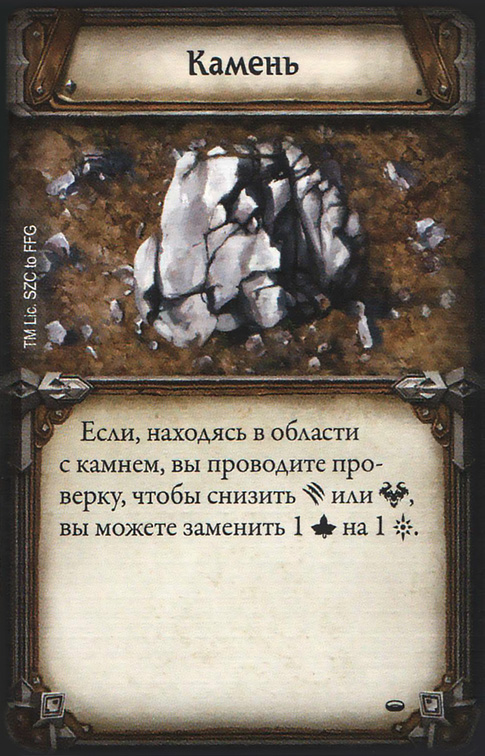 Камень
TM Lic. SZC to FFG
Если, находясь в области
с камнем, вы проводите про-
верку, чтобы снизить или ,
вы можете заменить 1 на 1 .